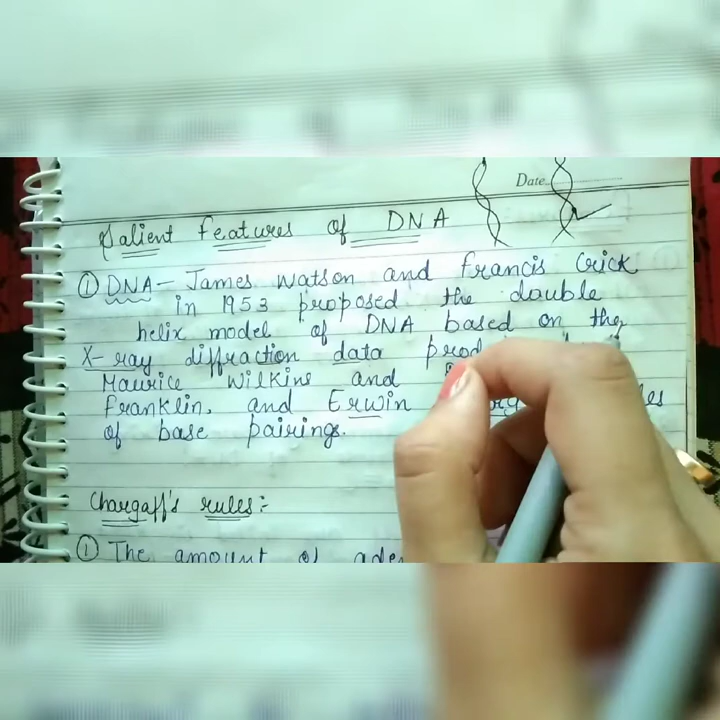 Date
Salient Features of DNA
① DNA - James Watson and Francis Crick
in 1953 proposed the double
helix model of DNA based on the
X-ray diffraction data
Maurice Wilkins and
Franklin, and Erwin
of base pairings.
Chargaff's rules:-
① The amount of